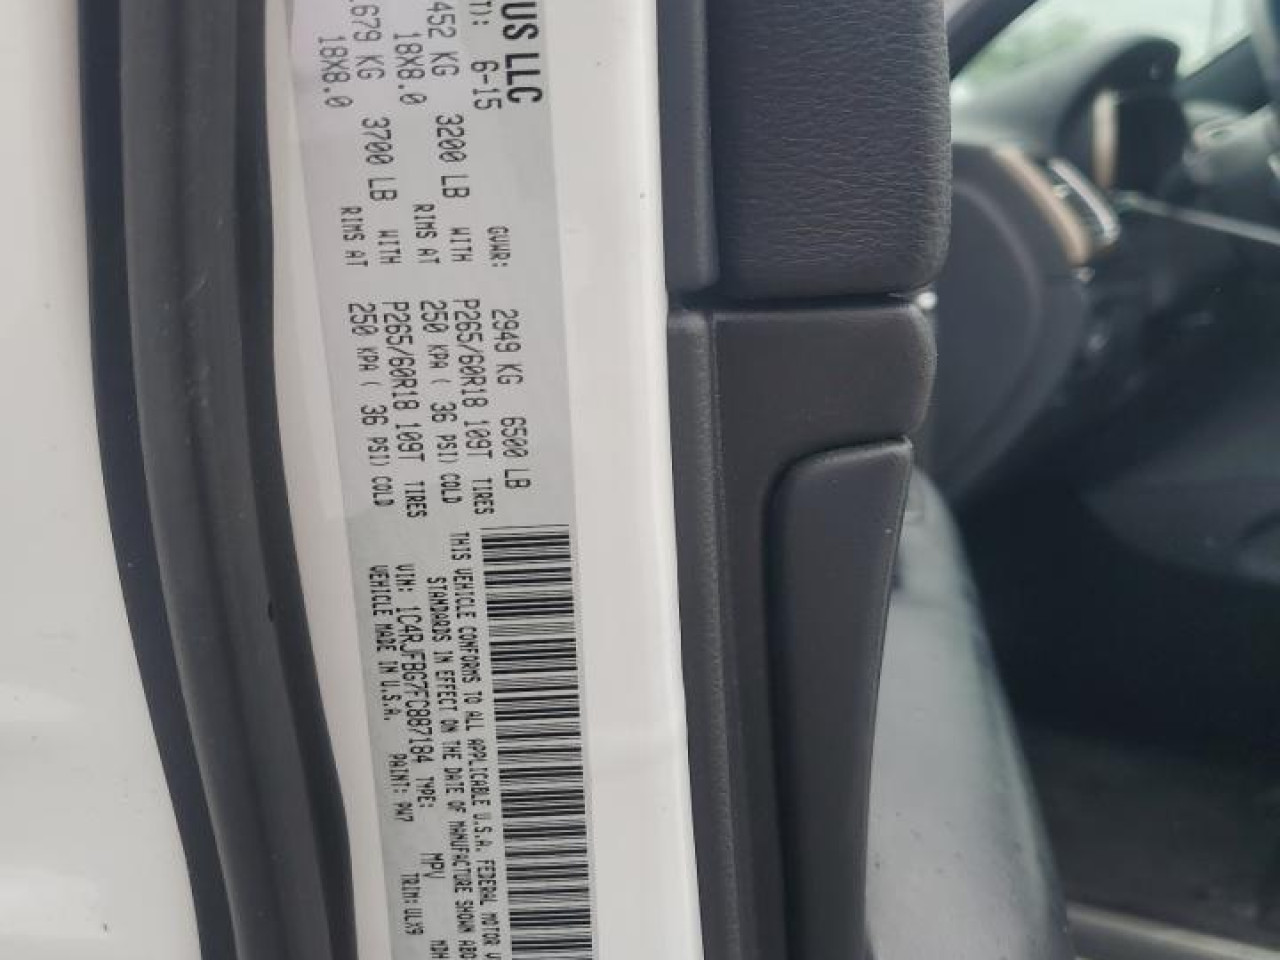 US LLC
T): 6-15 GVWR: 2949 KG 6500 LB
452 KG 3200 LB WITH P265/60R18 109T TIRES
18X8.0 RIMS AT 250 KPA ( 36 PSI) COLD
679 KG 3700 LB WITH P265/60R18 109T TIRES
18X8.0 RIMS AT 250 KPA ( 36 PSI) COLD
THIS VEHICLE CONFORMS TO ALL APPLICABLE U.S.A. FEDERAL MOTOR V
STANDARDS IN EFFECT ON THE DATE OF MANUFACTURE SHOWN ABO
VIN: 1C4RJFBG7FC887184 TYPE: MPV MDH
VEHICLE MADE IN U.S.A. PAINT: PW7 TRIM: ULX9